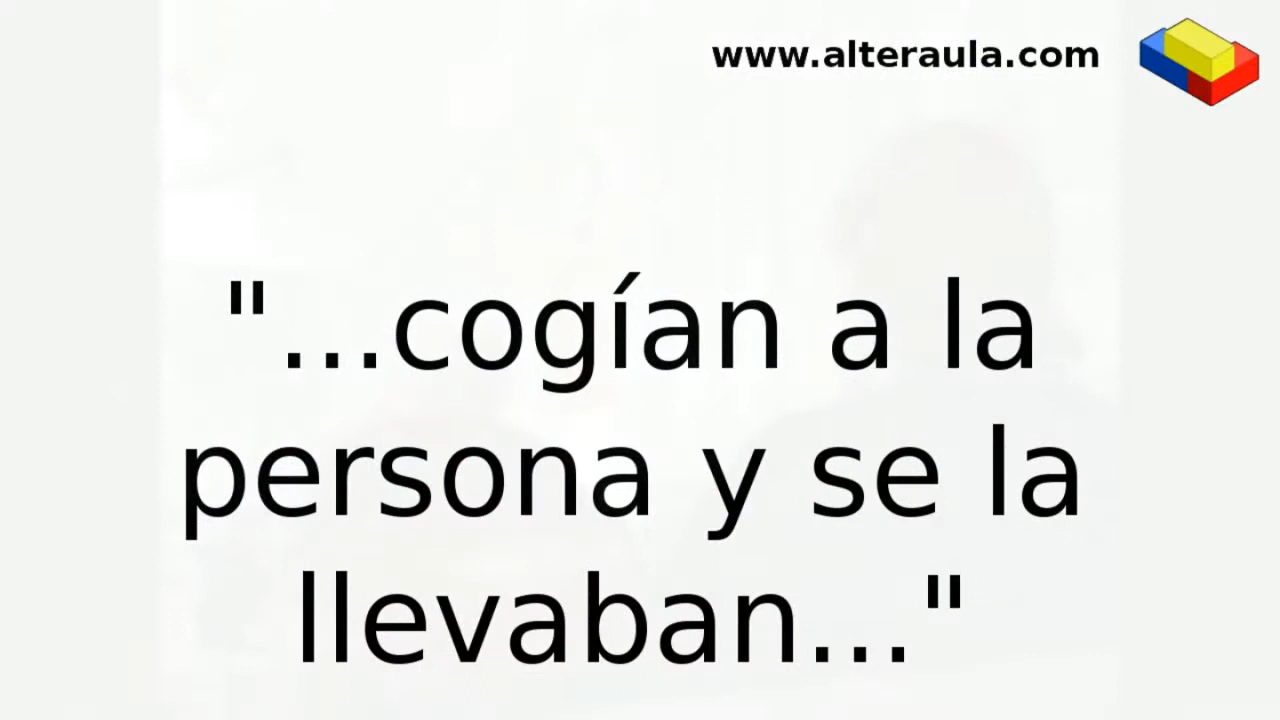 www.alteraula.com
"...cogían a la
persona y se la
llevaban..."